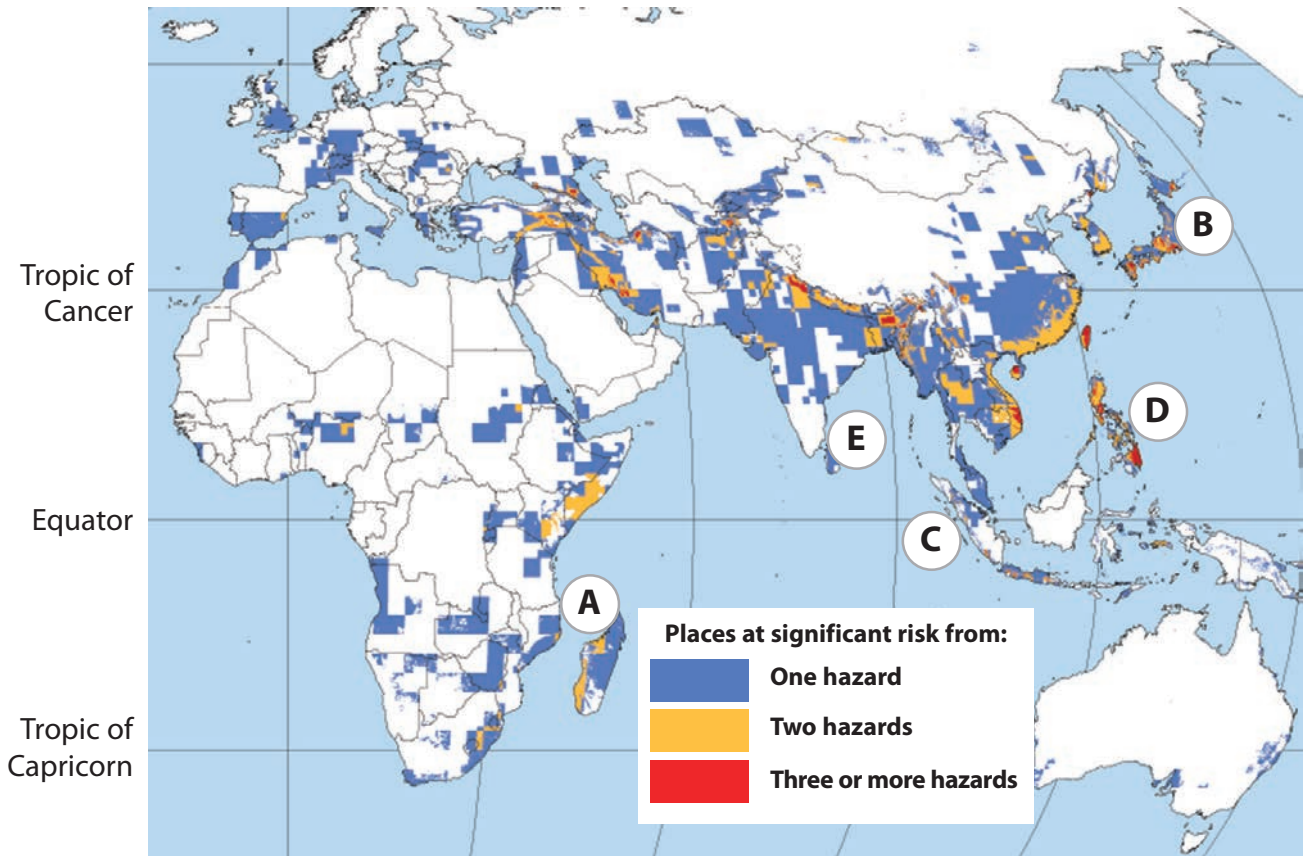 B
Tropic of
Cancer
D
E
Equator
C
A
Places at significant risk from:
One hazard
Two hazards
Tropic of
Capricorn
Three or more hazards